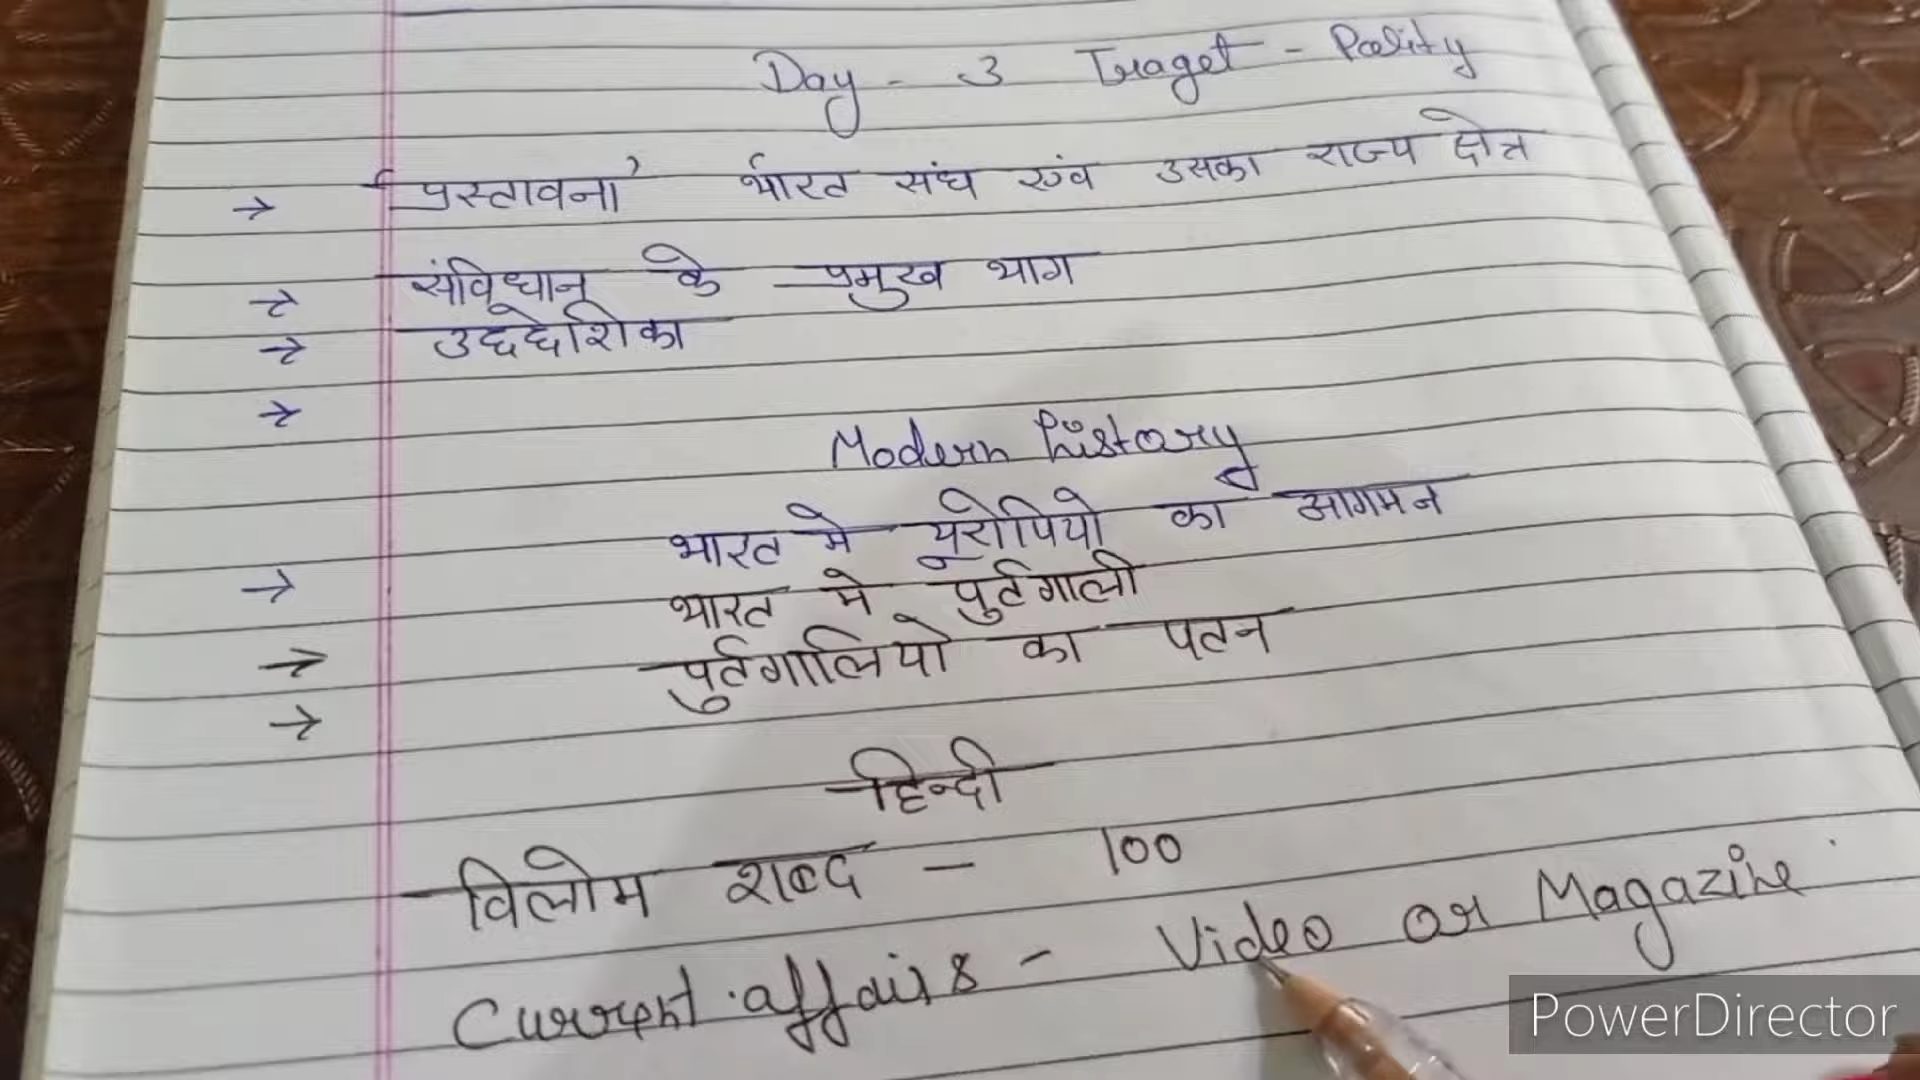 Day - 3 Traget - Polity
→ प्रस्तावना भारत संघ एंव उसका राज्य क्षेत्र
→ संविधान के प्रमुख भाग
→ उद्देशिका
→
Modern history
भारत मे यूरोपियो का आगमन
→ भारत मे पुर्तगाली
→ पुर्तगालियो का पतन
→
हिन्दी
विलोम शब्द - 100
Current affairs - Video or Magazine
PowerDirector